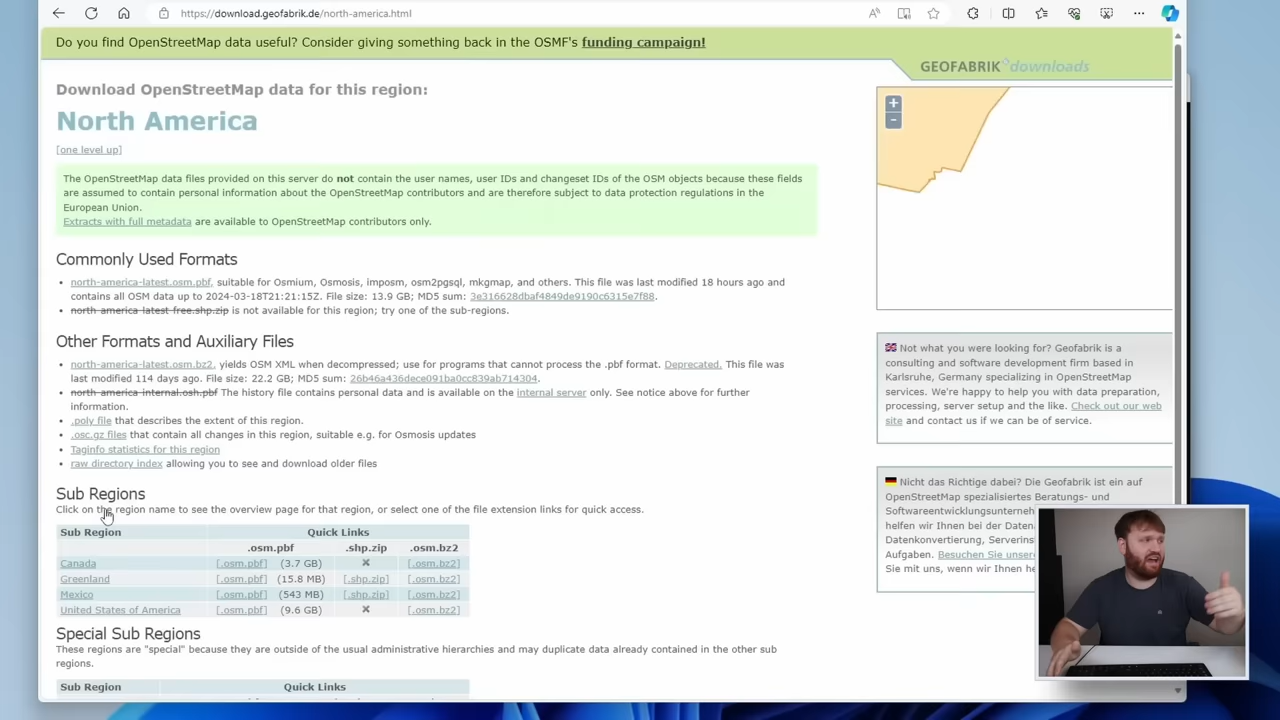 https://download.geofabrik.de/north-america.html
Do you find OpenStreetMap data useful? Consider giving something back in the OSMF's funding campaign!
GEOFABRIK downloads
Download OpenStreetMap data for this region:
North America
[one level up]
The OpenStreetMap data files provided on this server do not contain the user names, user IDs and changeset IDs of the OSM objects because these fields
are assumed to contain personal information about the OpenStreetMap contributors and are therefore subject to data protection regulations in the
European Union.
Extracts with full metadata are available to OpenStreetMap contributors only.
Commonly Used Formats
north-america-latest.osm.pbf, suitable for Osmium, Osmosis, imposm, osm2pgsql, mkgmap, and others. This file was last modified 18 hours ago and
contains all OSM data up to 2024-03-18T21:21:15Z. File size: 13.9 GB; MD5 sum: 3e316628dbaf4849de9190c6315e7f88.
north-america-latest-free.shp.zip is not available for this region; try one of the sub-regions.
Other Formats and Auxiliary Files
north-america-latest.osm.bz2, yields OSM XML when decompressed; use for programs that cannot process the .pbf format. Deprecated. This file was
last modified 114 days ago. File size: 22.2 GB; MD5 sum: 26b46a436dece091ba0cc839ab714304.
north-america-internal.osh.pbf The history file contains personal data and is available on the internal server only. See notice above for further
information.
.poly file that describes the extent of this region.
.osc.gz files that contain all changes in this region, suitable e.g. for Osmosis updates
Taginfo statistics for this region
raw directory index allowing you to see and download older files
Sub Regions
Click on the region name to see the overview page for that region, or select one of the file extension links for quick access.
Sub Region Quick Links
.osm.pbf .shp.zip .osm.bz2
Canada [.osm.pbf] (3.7 GB) ✗ [.osm.bz2]
Greenland [.osm.pbf] (15.8 MB) [.shp.zip] [.osm.bz2]
Mexico [.osm.pbf] (543 MB) [.shp.zip] [.osm.bz2]
United States of America [.osm.pbf] (9.6 GB) ✗ [.osm.bz2]
Special Sub Regions
These regions are "special" because they are outside of the usual administrative hierarchies and may duplicate data already contained in the other sub
regions.
Sub Region Quick Links
+
-
Not what you were looking for? Geofabrik is a
consulting and software development firm based in
Karlsruhe, Germany specializing in OpenStreetMap
services. We're happy to help you with data preparation,
processing, server setup and the like. Check out our web
site and contact us if we can be of service.
Nicht das Richtige dabei? Die Geofabrik ist ein auf
OpenStreetMap spezialisiertes Beratungs- und
helfen wir Ihnen bei der
Aufgaben. Besuchen Sie
Sie mit uns, wenn wir Ihnen